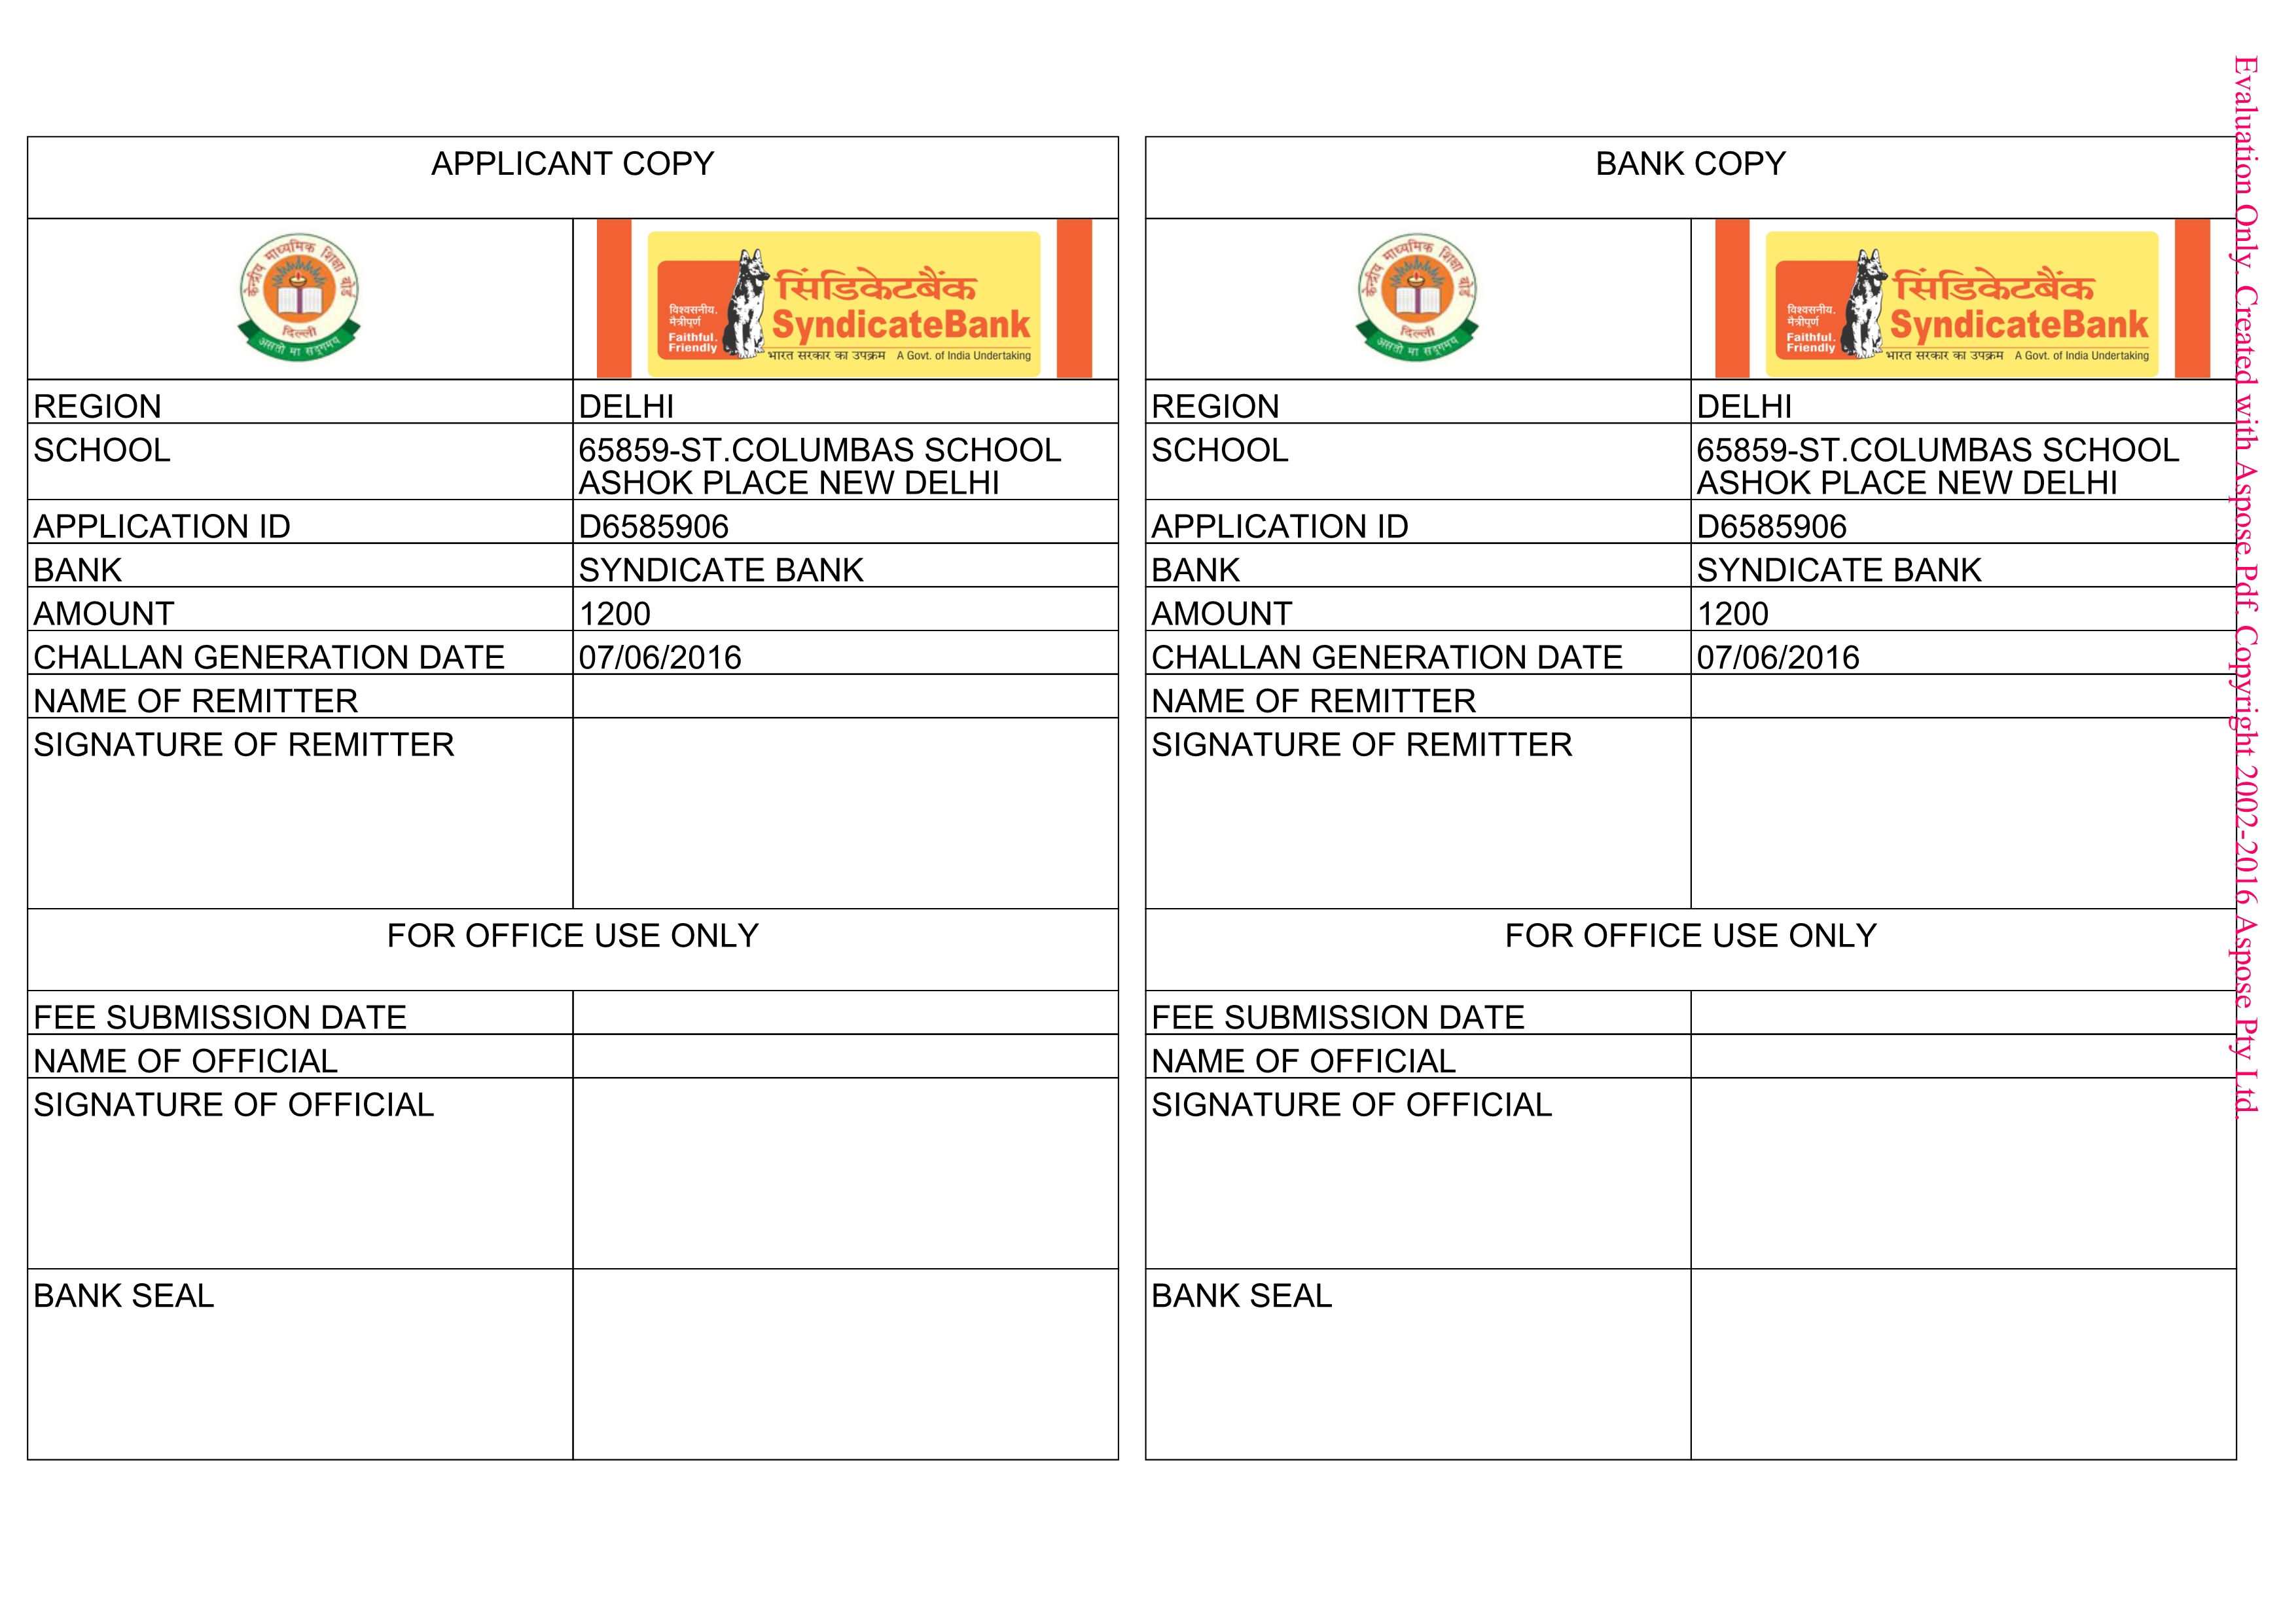 APPLICANT COPY
केन्द्रीय माध्यमिक शिक्षा बोर्ड
दिल्ली
असतो मा सद्गमय
विश्वसनीय.
मैत्रीपूर्ण
Faithful.
Friendly
सिंडिकेटबैंक
SyndicateBank
भारत सरकार का उपक्रम A Govt. of India Undertaking
REGION DELHI
SCHOOL 65859-ST.COLUMBAS SCHOOL
ASHOK PLACE NEW DELHI
APPLICATION ID D6585906
BANK SYNDICATE BANK
AMOUNT 1200
CHALLAN GENERATION DATE 07/06/2016
NAME OF REMITTER
SIGNATURE OF REMITTER
FOR OFFICE USE ONLY
FEE SUBMISSION DATE
NAME OF OFFICIAL
SIGNATURE OF OFFICIAL
BANK SEAL
BANK COPY
केन्द्रीय माध्यमिक शिक्षा बोर्ड
दिल्ली
असतो मा सद्गमय
विश्वसनीय.
मैत्रीपूर्ण
Faithful.
Friendly
सिंडिकेटबैंक
SyndicateBank
भारत सरकार का उपक्रम A Govt. of India Undertaking
REGION DELHI
SCHOOL 65859-ST.COLUMBAS SCHOOL
ASHOK PLACE NEW DELHI
APPLICATION ID D6585906
BANK SYNDICATE BANK
AMOUNT 1200
CHALLAN GENERATION DATE 07/06/2016
NAME OF REMITTER
SIGNATURE OF REMITTER
FOR OFFICE USE ONLY
FEE SUBMISSION DATE
NAME OF OFFICIAL
SIGNATURE OF OFFICIAL
BANK SEAL
Evaluation Only. Created with Aspose.Pdf. Copyright 2002-2016 Aspose Pty Ltd.